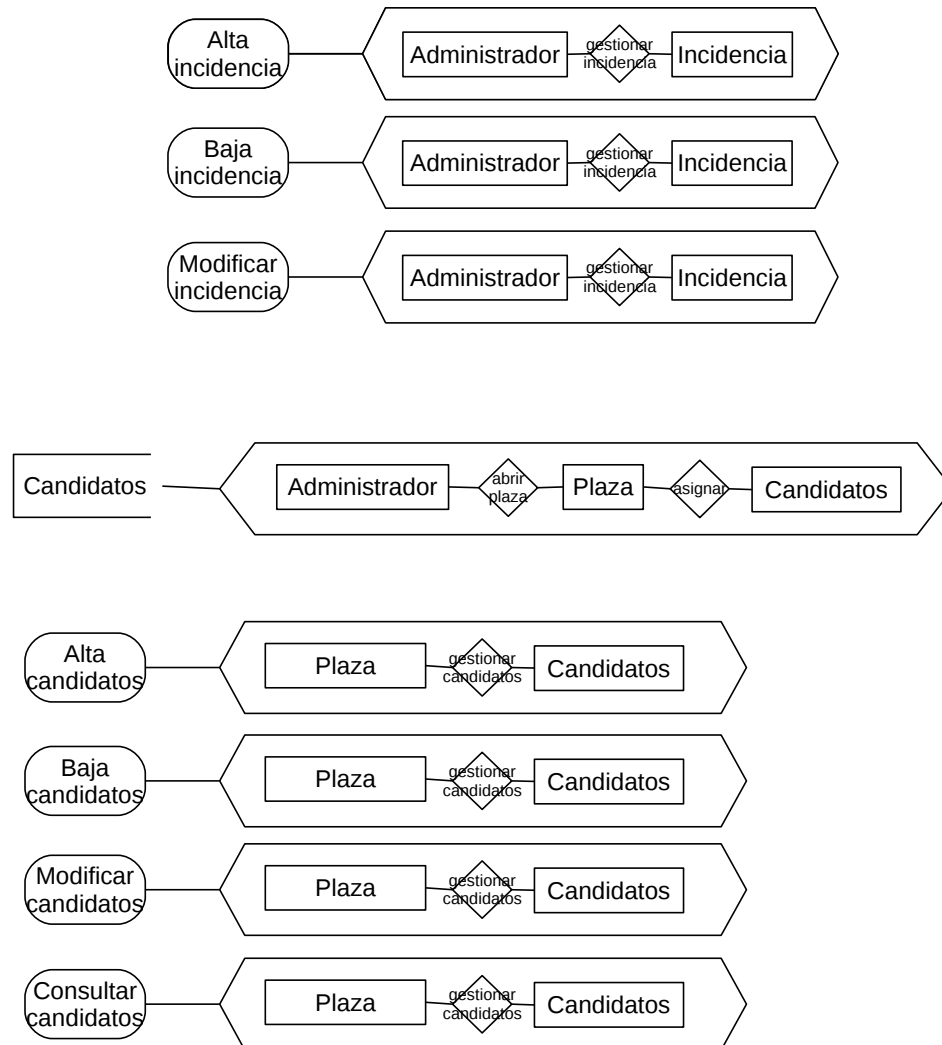 Alta
incidencia
Administrador
gestionar
incidencia
Incidencia
Baja
incidencia
Administrador
gestionar
incidencia
Incidencia
Modificar
incidencia
Administrador
gestionar
incidencia
Incidencia
Candidatos
Administrador
abrir
plaza
Plaza
asignar
Candidatos
Alta
candidatos
Plaza
gestionar
candidatos
Candidatos
Baja
candidatos
Plaza
gestionar
candidatos
Candidatos
Modificar
candidatos
Plaza
gestionar
candidatos
Candidatos
Consultar
candidatos
Plaza
gestionar
candidatos
Candidatos